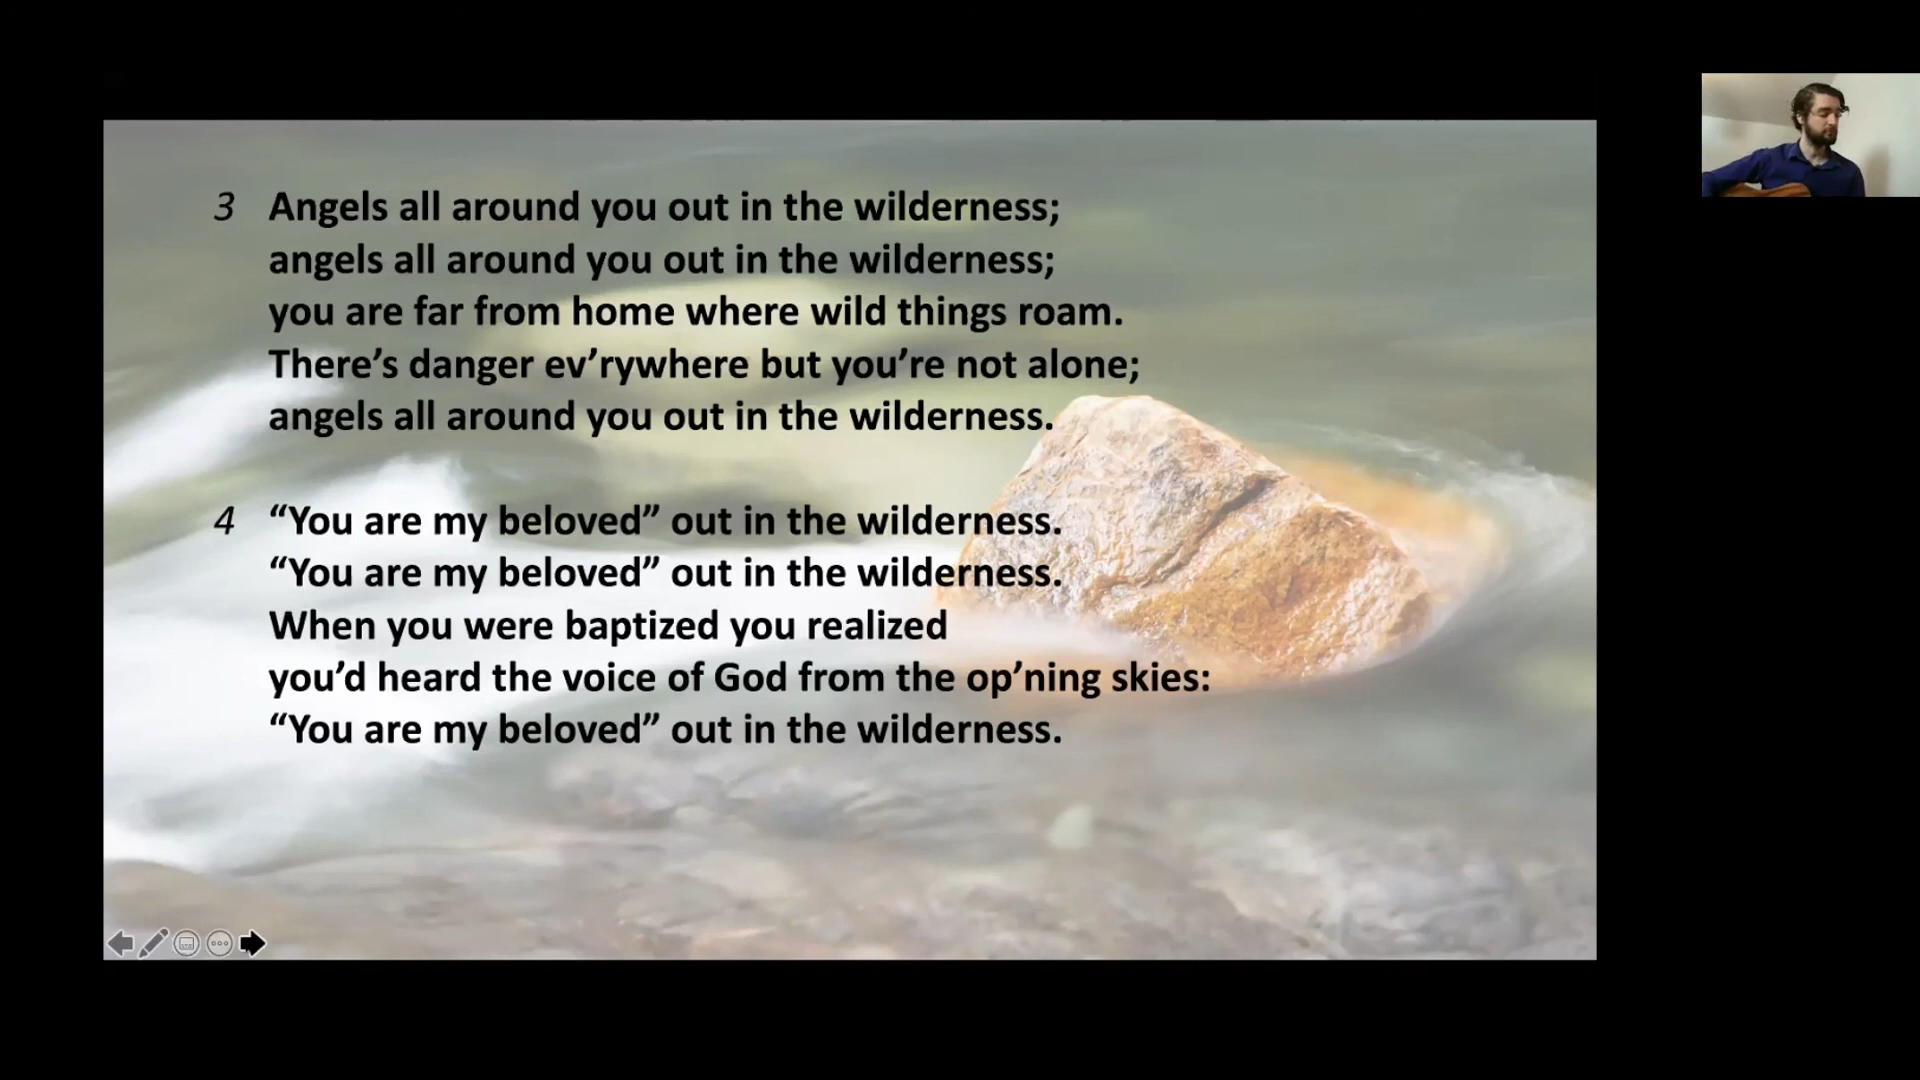 3 Angels all around you out in the wilderness;
angels all around you out in the wilderness;
you are far from home where wild things roam.
There’s danger ev’rywhere but you’re not alone;
angels all around you out in the wilderness.
4 “You are my beloved” out in the wilderness.
“You are my beloved” out in the wilderness.
When you were baptized you realized
you’d heard the voice of God from the op’ning skies:
“You are my beloved” out in the wilderness.